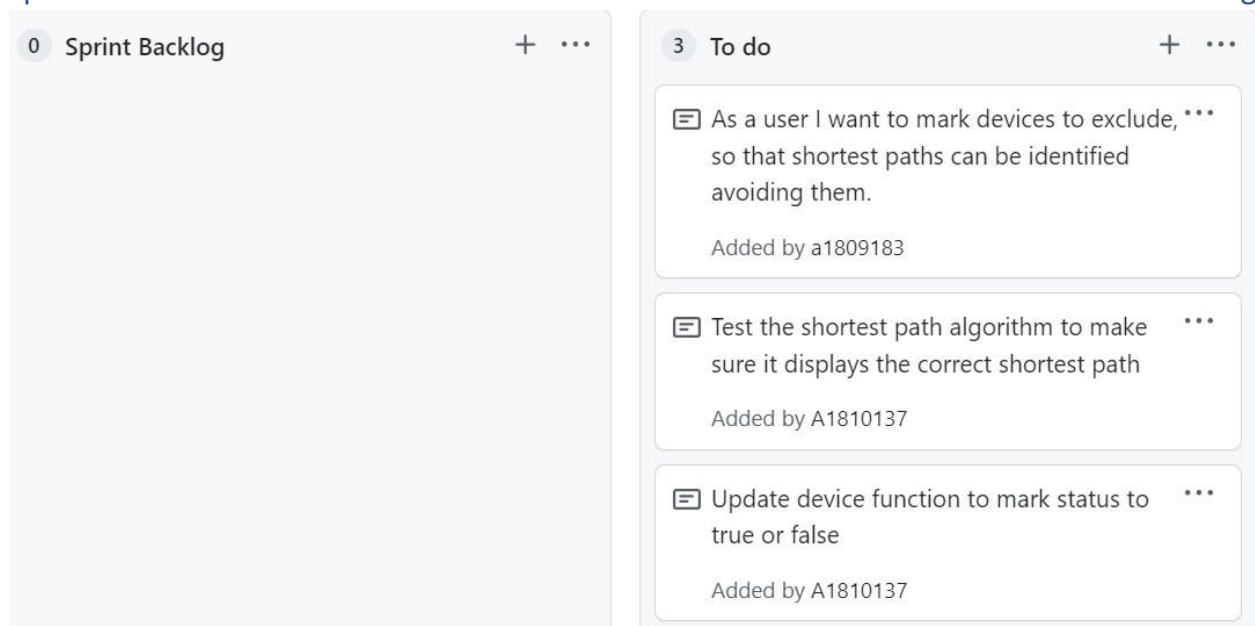 0 Sprint Backlog
3 To do
As a user I want to mark devices to exclude,
so that shortest paths can be identified
avoiding them.
Added by a1809183
Test the shortest path algorithm to make
sure it displays the correct shortest path
Added by A1810137
Update device function to mark status to
true or false
Added by A1810137